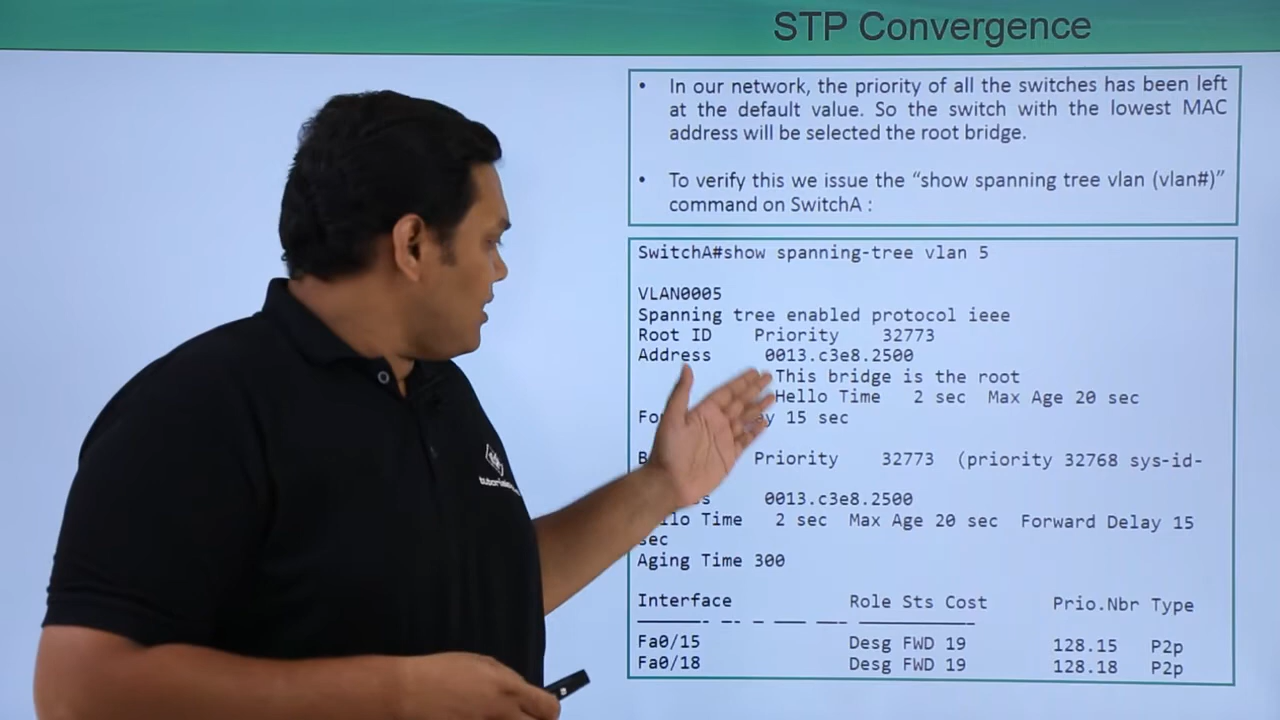 STP Convergence
• In our network, the priority of all the switches has been left
at the default value. So the switch with the lowest MAC
address will be selected the root bridge.
• To verify this we issue the “show spanning tree vlan (vlan#)”
command on SwitchA :
SwitchA#show spanning-tree vlan 5
VLAN0005
Spanning tree enabled protocol ieee
Root ID Priority 32773
Address 0013.c3e8.2500
This bridge is the root
Hello Time 2 sec Max Age 20 sec
15 sec
Priority 32773 (priority 32768 sys-id-
0013.c3e8.2500
Time 2 sec Max Age 20 sec Forward Delay 15
sec
Aging Time 300
Interface Role Sts Cost Prio.Nbr Type
Fa0/15 Desg FWD 19 128.15 P2p
Fa0/18 Desg FWD 19 128.18 P2p